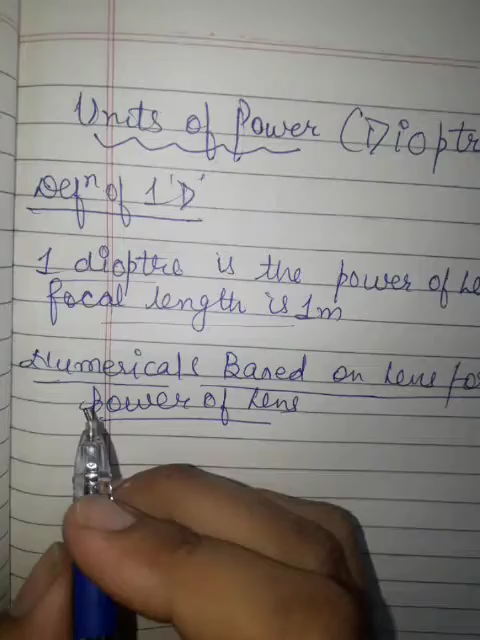 Units of Power (Dioptr
Defⁿ of 1'D'
1 dioptre is the power of Le
focal length is 1m
Numericals Based on Lens fo
power of Lens